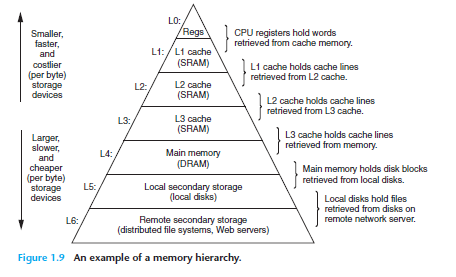 L0:
Regs
CPU registers hold words
retrieved from cache memory.
Smaller,
faster,
and
costlier
(per byte)
storage
devices
L1:
L1 cache
(SRAM)
L1 cache holds cache lines
retrieved from L2 cache.
L2:
L2 cache
(SRAM)
L2 cache holds cache lines
retrieved from L3 cache.
L3:
L3 cache
(SRAM)
L3 cache holds cache lines
retrieved from memory.
Larger,
slower,
and
cheaper
(per byte)
storage
devices
L4:
Main memory
(DRAM)
Main memory holds disk blocks
retrieved from local disks.
L5:
Local secondary storage
(local disks)
Local disks hold files
retrieved from disks on
remote network server.
L6:
Remote secondary storage
(distributed file systems, Web servers)
Figure 1.9 An example of a memory hierarchy.